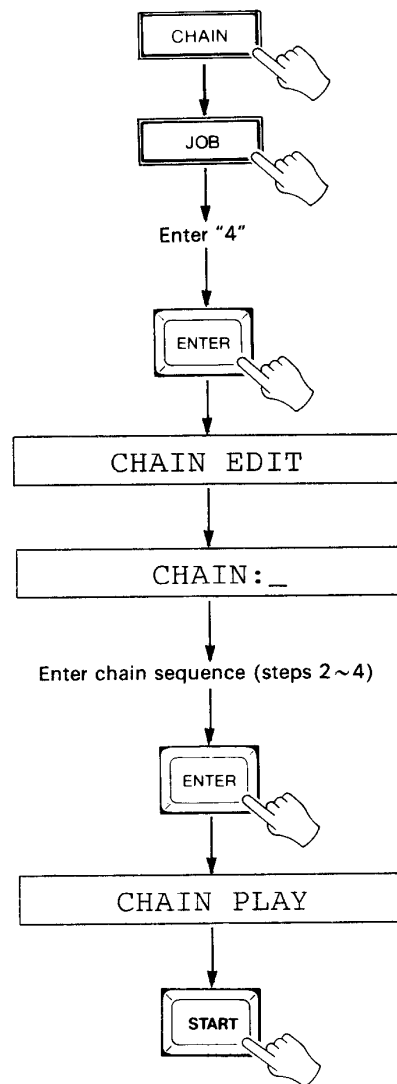 CHAIN
JOB
Enter "4"
ENTER
CHAIN EDIT
CHAIN:_
Enter chain sequence (steps 2~4)
ENTER
CHAIN PLAY
START